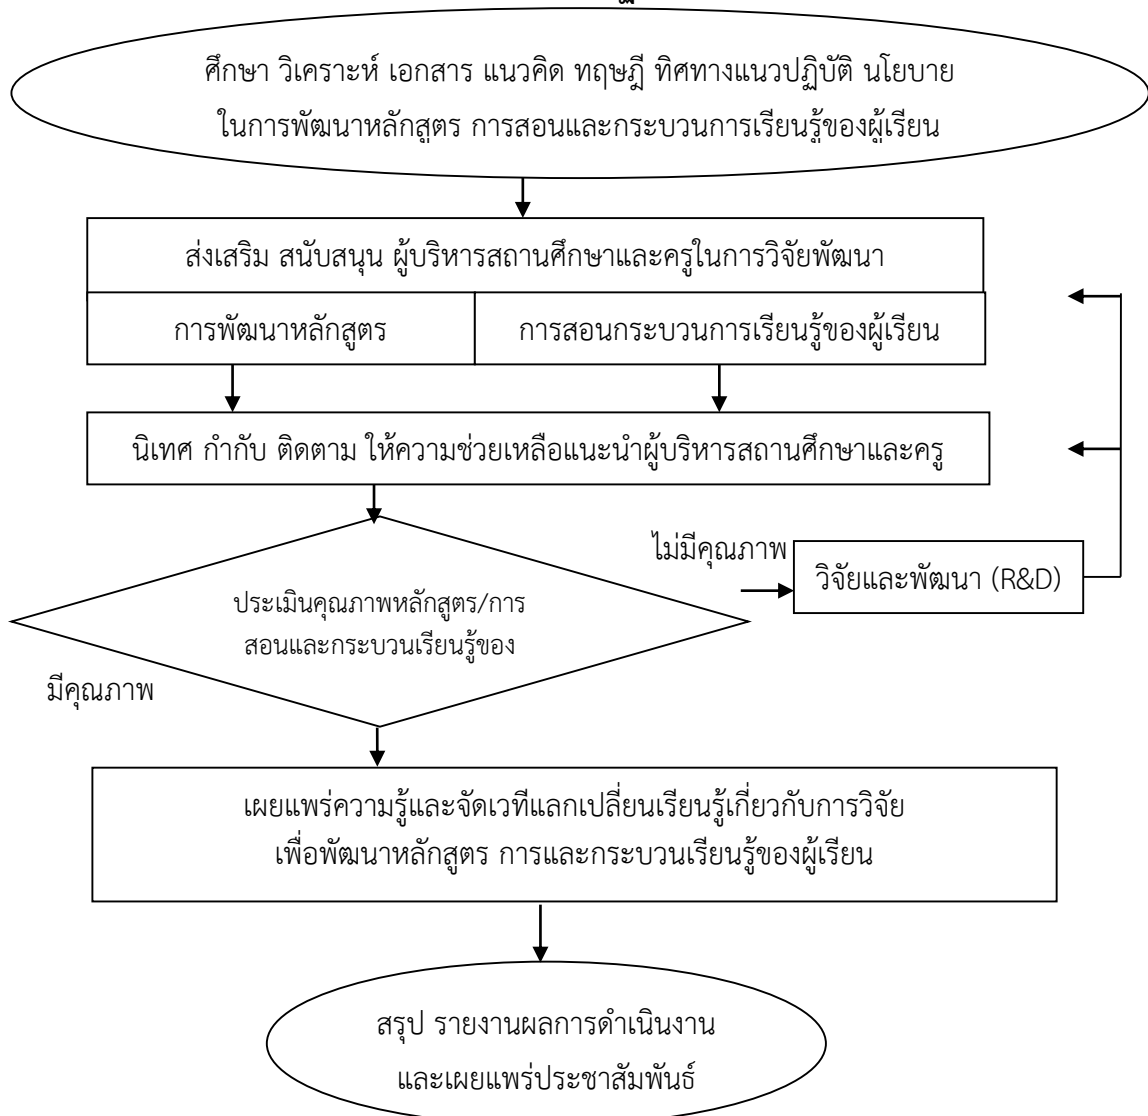 ศึกษา วิเคราะห์ เอกสาร แนวคิด ทฤษฎี ทิศทางแนวปฏิบัติ นโยบาย
ในการพัฒนาหลักสูตร การสอนและกระบวนการเรียนรู้ของผู้เรียน
ส่งเสริม สนับสนุน ผู้บริหารสถานศึกษาและครูในการวิจัยพัฒนา
การพัฒนาหลักสูตร
การสอนกระบวนการเรียนรู้ของผู้เรียน
นิเทศ กำกับ ติดตาม ให้ความช่วยเหลือแนะนำผู้บริหารสถานศึกษาและครู
ไม่มีคุณภาพ
วิจัยและพัฒนา (R&D)
ประเมินคุณภาพหลักสูตร/การ
สอนและกระบวนเรียนรู้ของ
มีคุณภาพ
เผยแพร่ความรู้และจัดเวทีแลกเปลี่ยนเรียนรู้เกี่ยวกับการวิจัย
เพื่อพัฒนาหลักสูตร การและกระบวนเรียนรู้ของผู้เรียน
สรุป รายงานผลการดำเนินงาน
และเผยแพร่ประชาสัมพันธ์